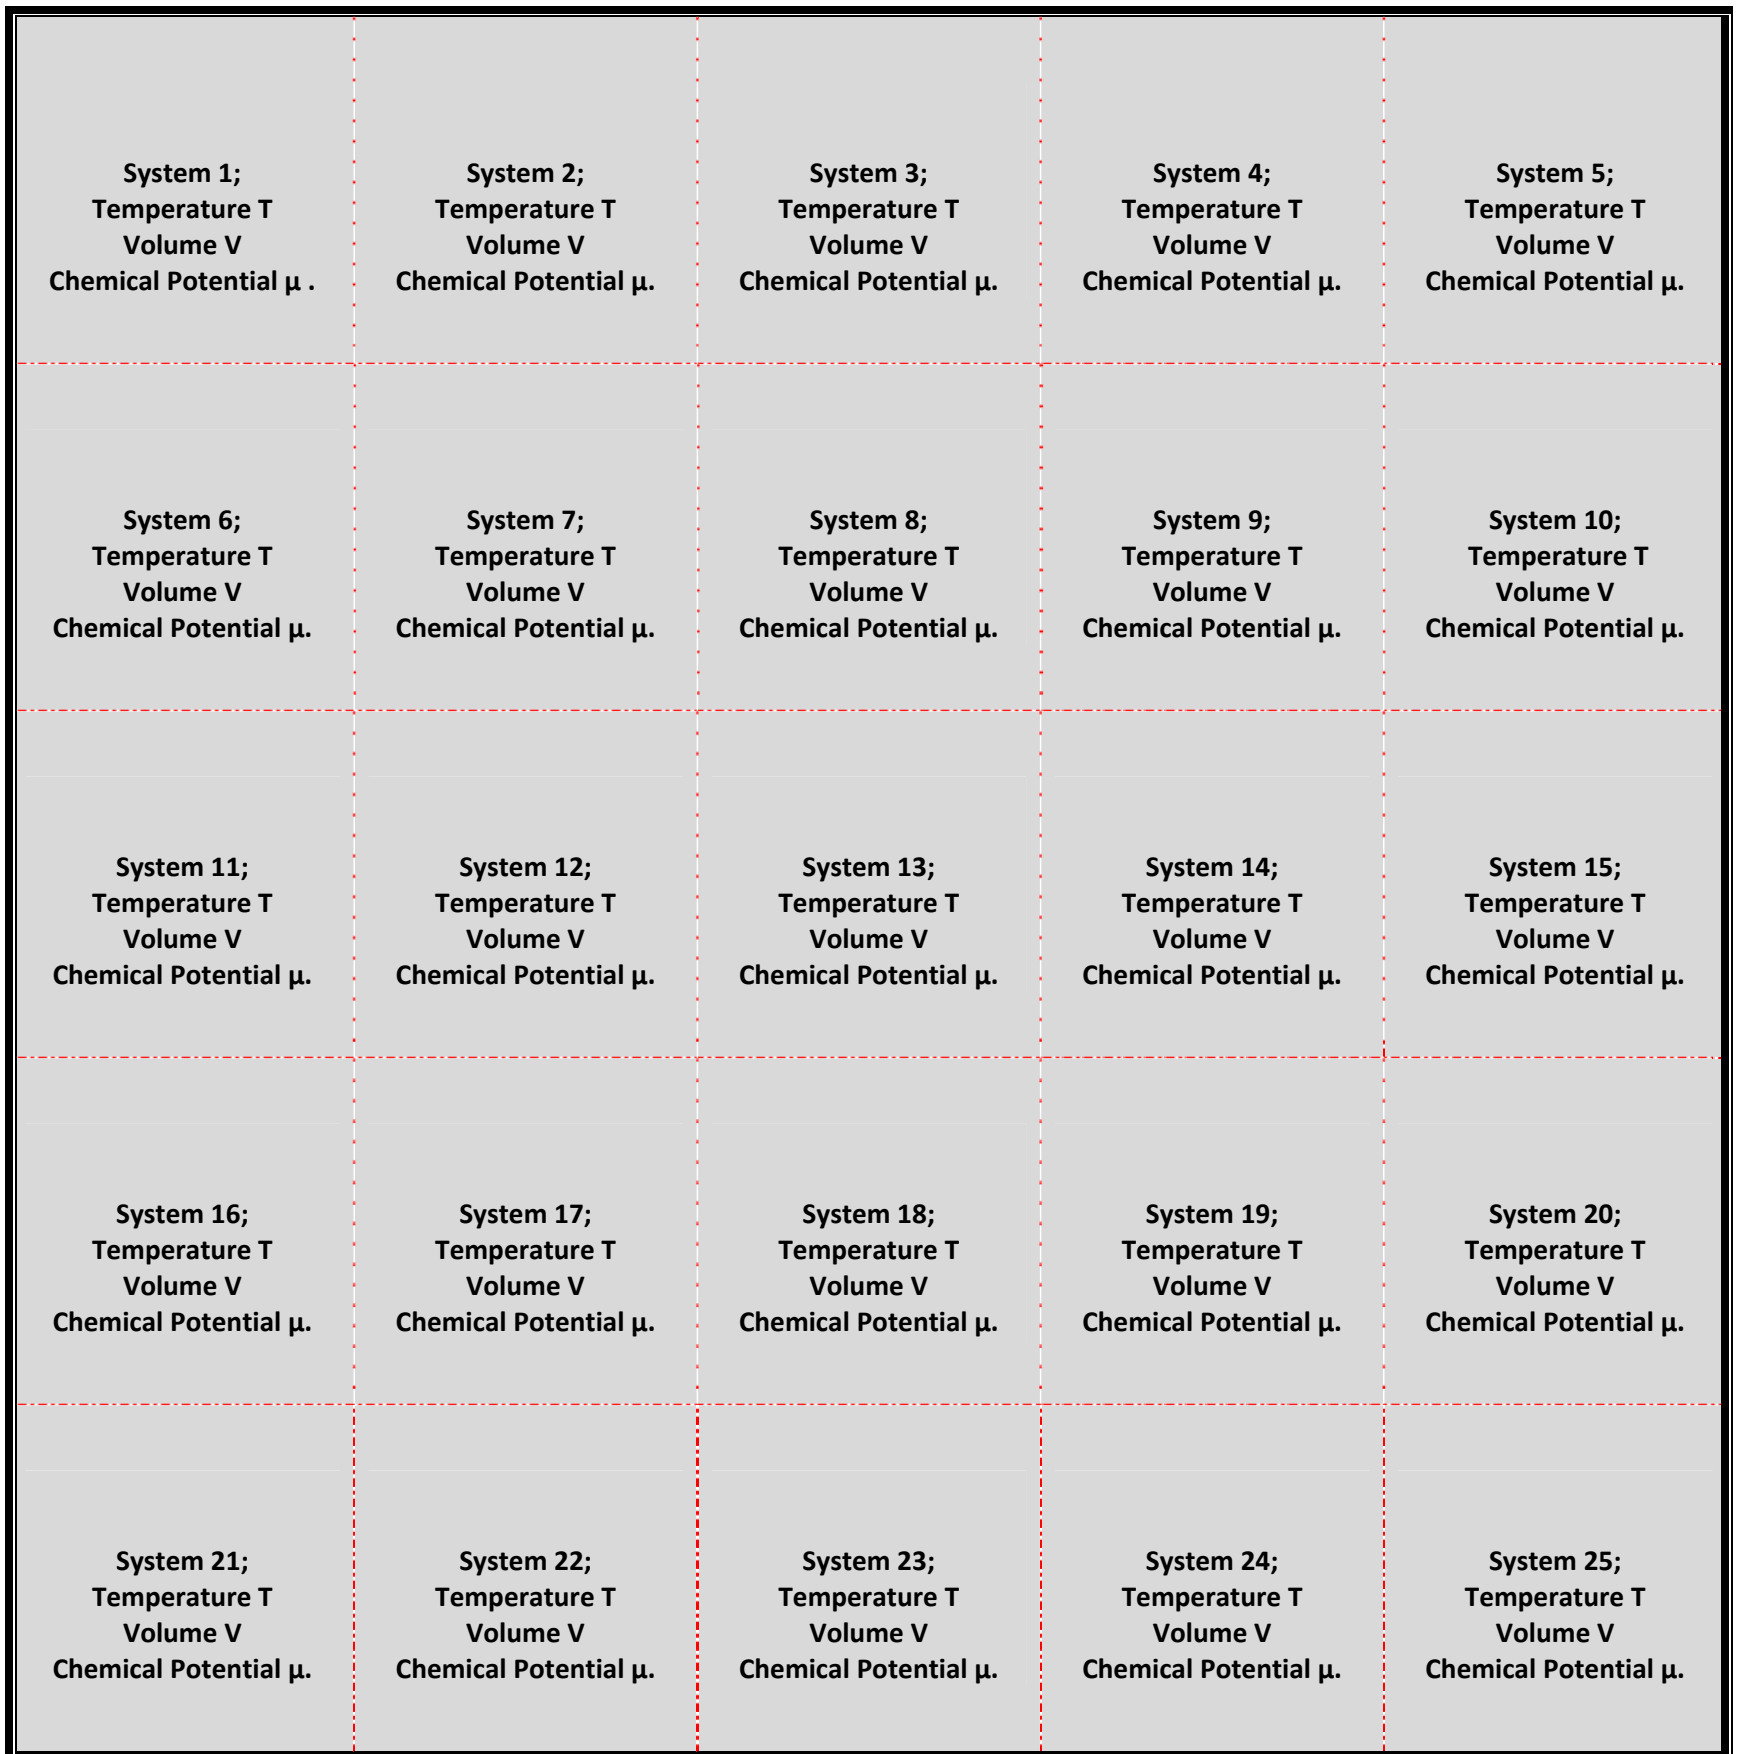 System 1;
Temperature T
Volume V
Chemical Potential μ .
System 2;
Temperature T
Volume V
Chemical Potential μ.
System 3;
Temperature T
Volume V
Chemical Potential μ.
System 4;
Temperature T
Volume V
Chemical Potential μ.
System 5;
Temperature T
Volume V
Chemical Potential μ.
System 6;
Temperature T
Volume V
Chemical Potential μ.
System 7;
Temperature T
Volume V
Chemical Potential μ.
System 8;
Temperature T
Volume V
Chemical Potential μ.
System 9;
Temperature T
Volume V
Chemical Potential μ.
System 10;
Temperature T
Volume V
Chemical Potential μ.
System 11;
Temperature T
Volume V
Chemical Potential μ.
System 12;
Temperature T
Volume V
Chemical Potential μ.
System 13;
Temperature T
Volume V
Chemical Potential μ.
System 14;
Temperature T
Volume V
Chemical Potential μ.
System 15;
Temperature T
Volume V
Chemical Potential μ.
System 16;
Temperature T
Volume V
Chemical Potential μ.
System 17;
Temperature T
Volume V
Chemical Potential μ.
System 18;
Temperature T
Volume V
Chemical Potential μ.
System 19;
Temperature T
Volume V
Chemical Potential μ.
System 20;
Temperature T
Volume V
Chemical Potential μ.
System 21;
Temperature T
Volume V
Chemical Potential μ.
System 22;
Temperature T
Volume V
Chemical Potential μ.
System 23;
Temperature T
Volume V
Chemical Potential μ.
System 24;
Temperature T
Volume V
Chemical Potential μ.
System 25;
Temperature T
Volume V
Chemical Potential μ.